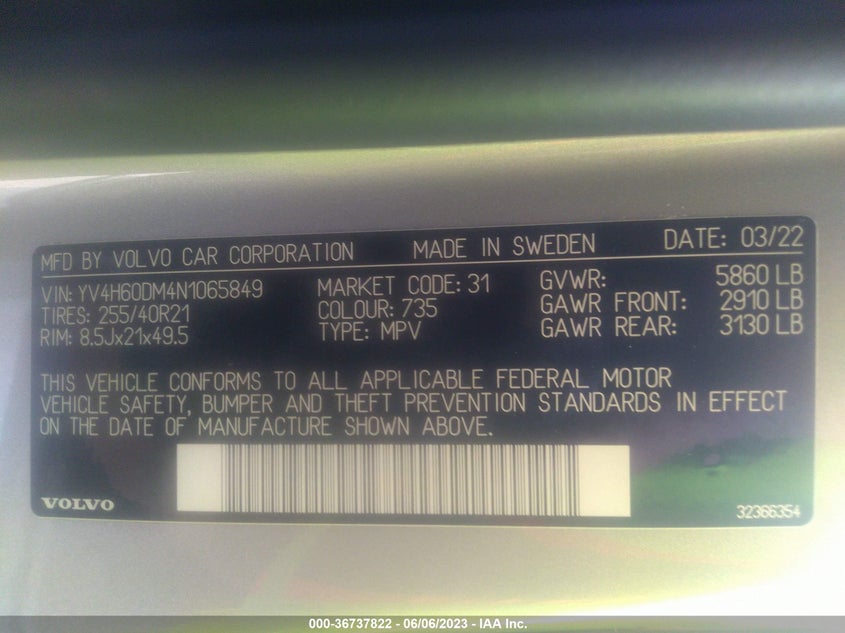 MFD BY VOLVO CAR CORPORATION MADE IN SWEDEN DATE: 03/22
VIN: YV4H60DM4N1065849 MARKET CODE: 31 GVWR: 5860 LB
TIRES: 255/40R21 COLOUR: 735 GAWR FRONT: 2910 LB
RIM: 8.5Jx21x49.5 TYPE: MPV GAWR REAR: 3130 LB
THIS VEHICLE CONFORMS TO ALL APPLICABLE FEDERAL MOTOR
VEHICLE SAFETY, BUMPER AND THEFT PREVENTION STANDARDS IN EFFECT
ON THE DATE OF MANUFACTURE SHOWN ABOVE.
VOLVO 32366354
000-36737822 - 06/06/2023 - IAA Inc.